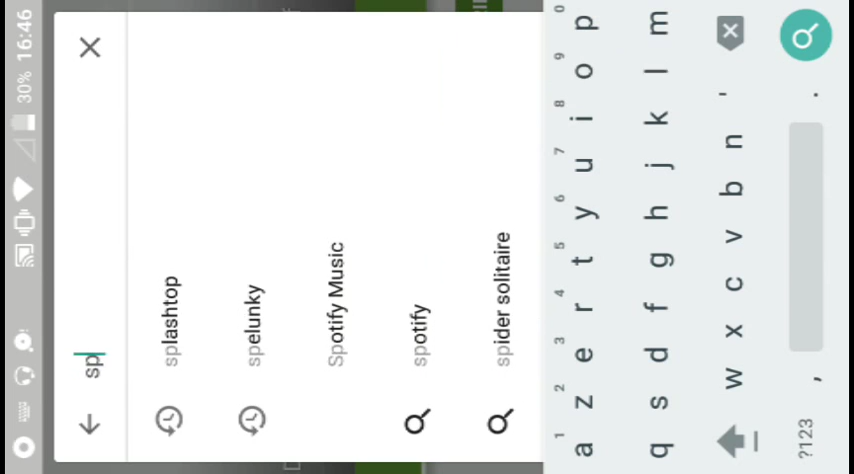 30% 16:46
sp
splashtop
spelunky
Spotify Music
spotify
spider solitaire
1 2 3 4 5 6 7 8 9 0
a z e r t y u i o p
q s d f g h j k l m
w x c v b n '
?123 , .